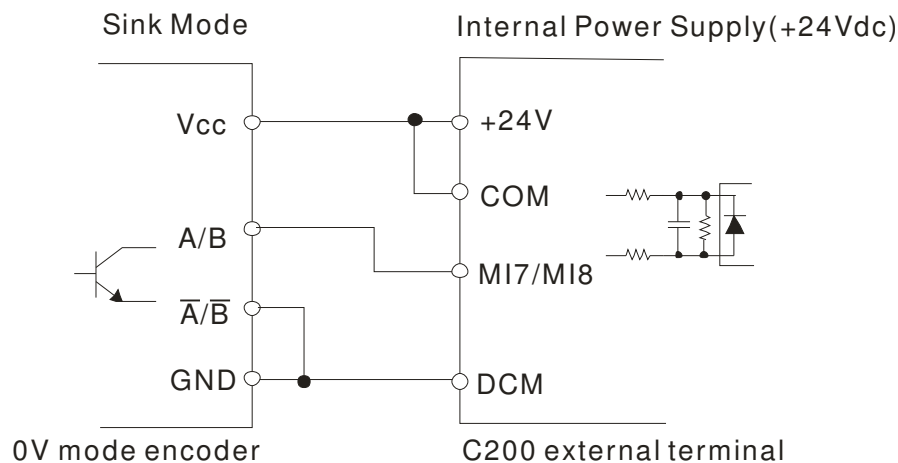 Sink Mode
Internal Power Supply(+24Vdc)
Vcc
+24V
COM
A/B
MI7/MI8
A̅/B̅
GND
DCM
0V mode encoder
C200 external terminal